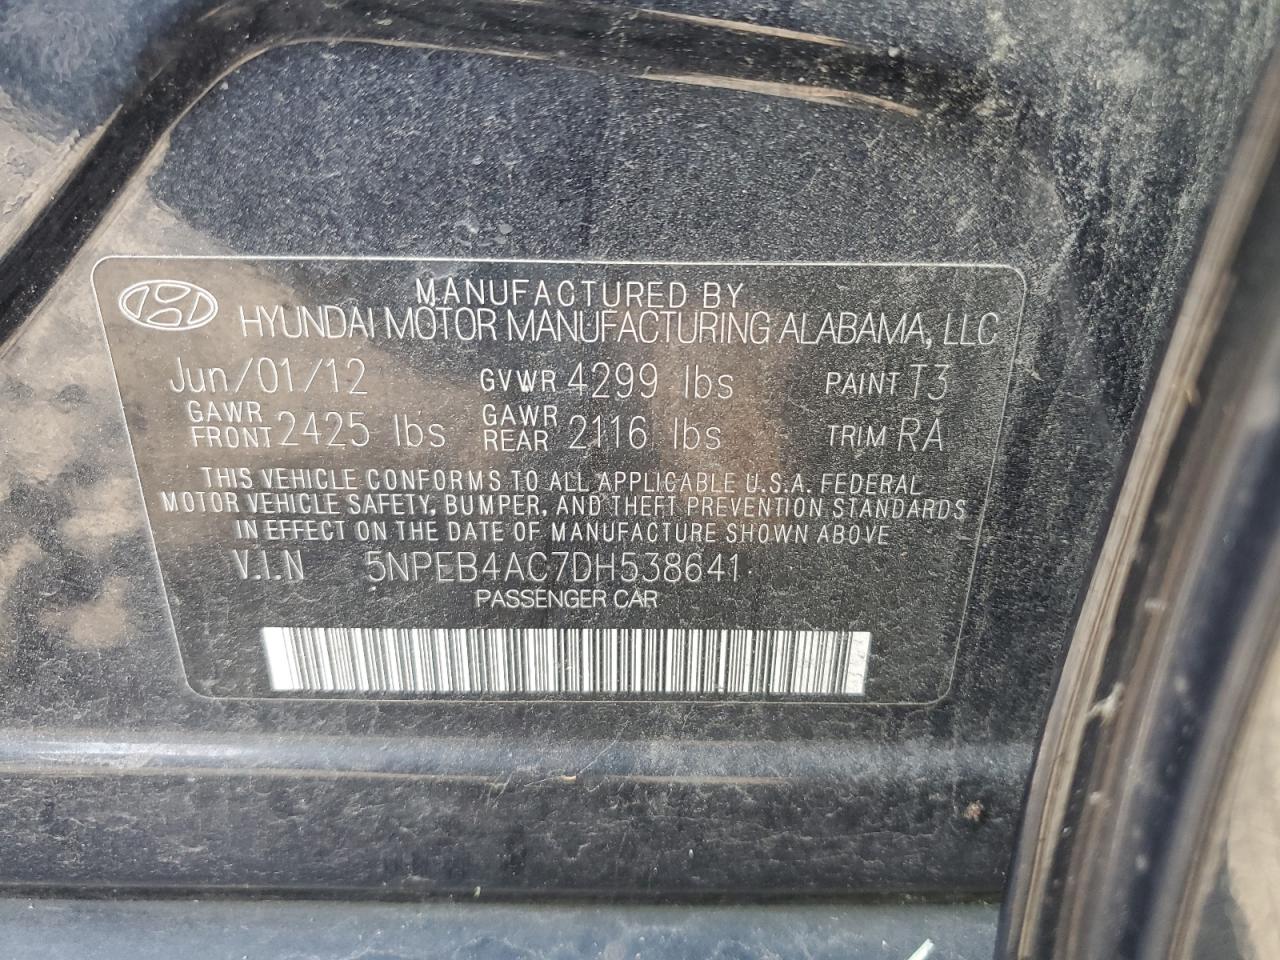 MANUFACTURED BY
HYUNDAI MOTOR MANUFACTURING ALABAMA, LLC
Jun/01/12 GVWR 4299 lbs PAINT T3
GAWR FRONT 2425 lbs GAWR REAR 2116 lbs TRIM RA
THIS VEHICLE CONFORMS TO ALL APPLICABLE U.S.A. FEDERAL
MOTOR VEHICLE SAFETY, BUMPER, AND THEFT PREVENTION STANDARDS
IN EFFECT ON THE DATE OF MANUFACTURE SHOWN ABOVE
V.I.N 5NPEB4AC7DH538641
PASSENGER CAR